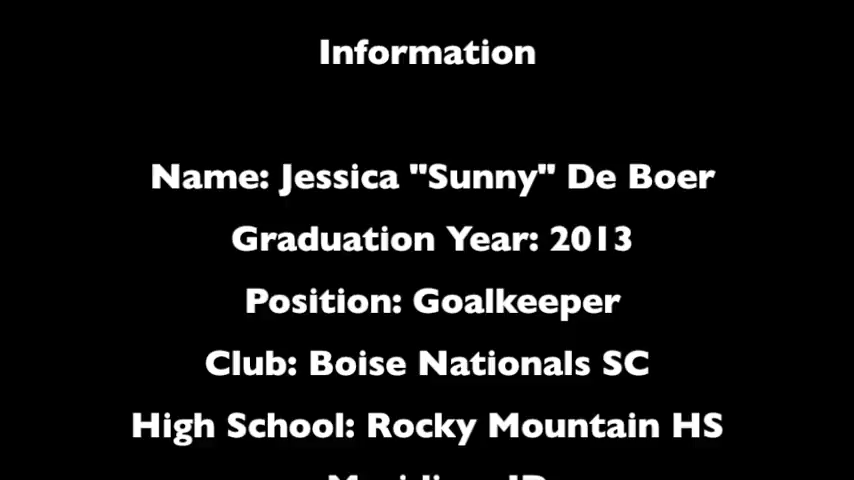 Information
Name: Jessica "Sunny" De Boer
Graduation Year: 2013
Position: Goalkeeper
Club: Boise Nationals SC
High School: Rocky Mountain HS